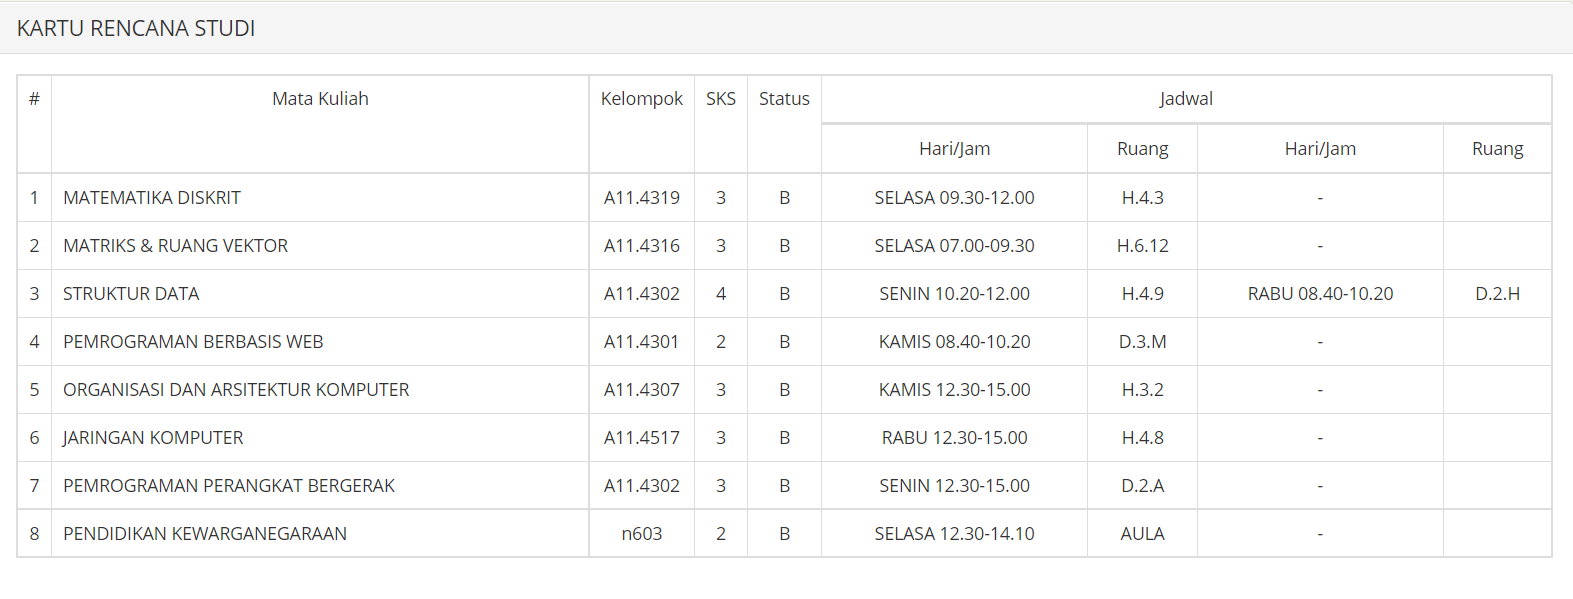 KARTU RENCANA STUDI
# Mata Kuliah Kelompok SKS Status Jadwal
Hari/Jam Ruang Hari/Jam Ruang
1 MATEMATIKA DISKRIT A11.4319 3 B SELASA 09.30-12.00 H.4.3 -
2 MATRIKS & RUANG VEKTOR A11.4316 3 B SELASA 07.00-09.30 H.6.12 -
3 STRUKTUR DATA A11.4302 4 B SENIN 10.20-12.00 H.4.9 RABU 08.40-10.20 D.2.H
4 PEMROGRAMAN BERBASIS WEB A11.4301 2 B KAMIS 08.40-10.20 D.3.M -
5 ORGANISASI DAN ARSITEKTUR KOMPUTER A11.4307 3 B KAMIS 12.30-15.00 H.3.2 -
6 JARINGAN KOMPUTER A11.4517 3 B RABU 12.30-15.00 H.4.8 -
7 PEMROGRAMAN PERANGKAT BERGERAK A11.4302 3 B SENIN 12.30-15.00 D.2.A -
8 PENDIDIKAN KEWARGANEGARAAN n603 2 B SELASA 12.30-14.10 AULA -